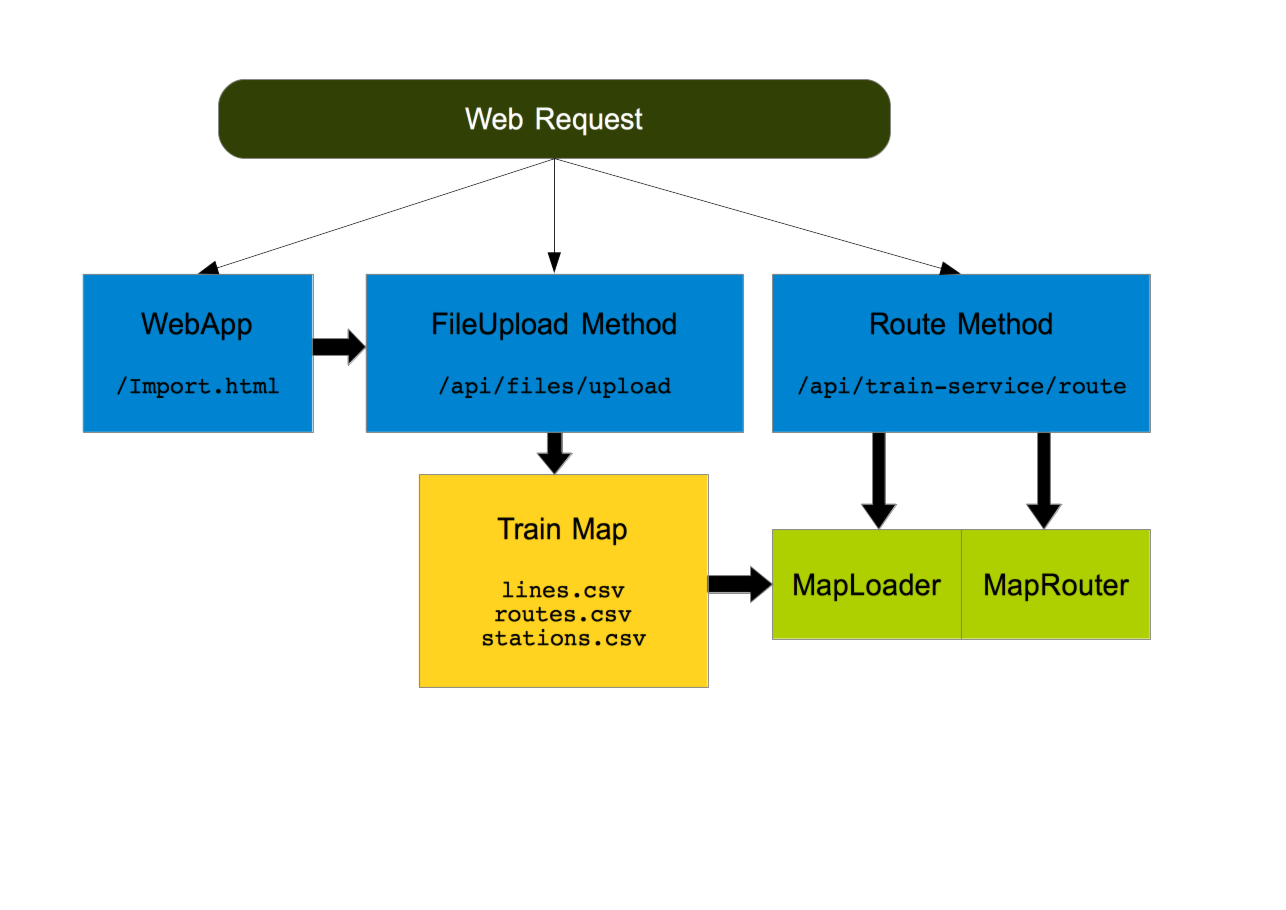 Web Request
WebApp
/Import.html
FileUpload Method
/api/files/upload
Route Method
/api/train-service/route
Train Map
lines.csv
routes.csv
stations.csv
MapLoader
MapRouter